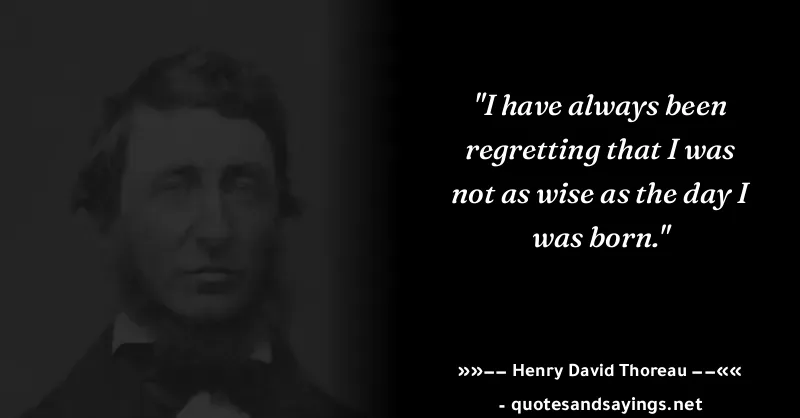 "I have always been
regretting that I was
not as wise as the day I
was born."
»»–– Henry David Thoreau ––««
- quotesandsayings.net